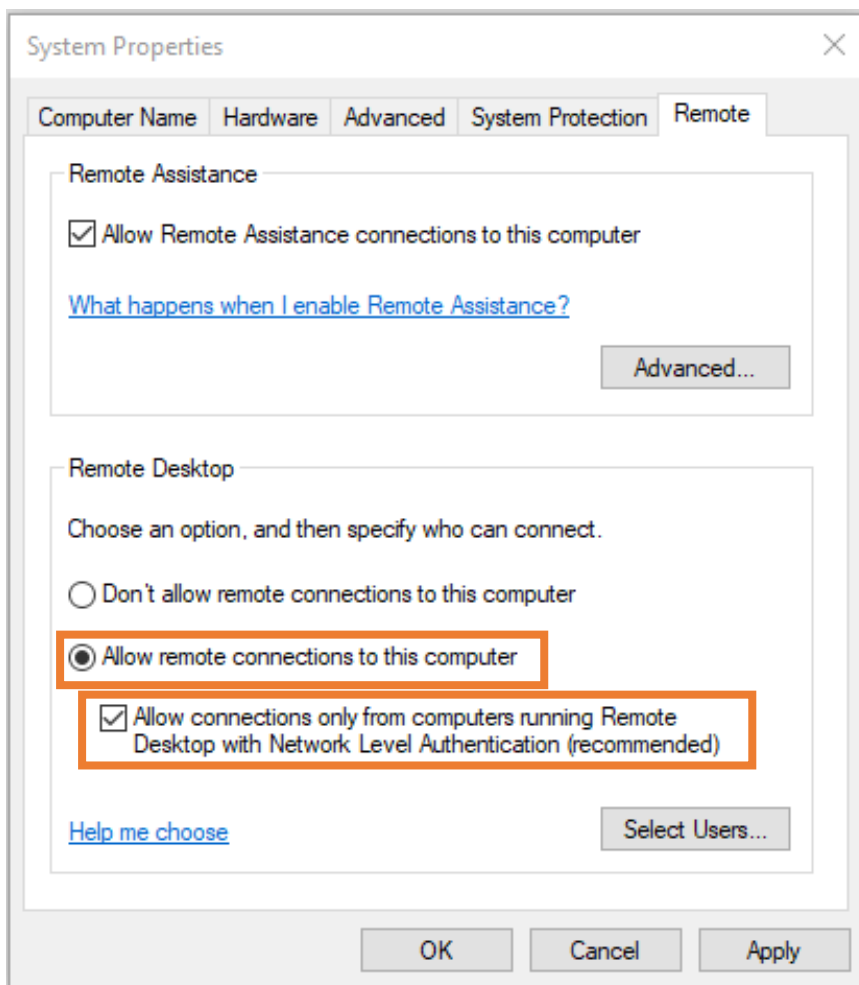 System Properties
Computer Name
Hardware
Advanced
System Protection
Remote
Remote Assistance
Allow Remote Assistance connections to this computer
What happens when I enable Remote Assistance?
Advanced...
Remote Desktop
Choose an option, and then specify who can connect.
Don't allow remote connections to this computer
Allow remote connections to this computer
Allow connections only from computers running Remote
Desktop with Network Level Authentication (recommended)
Help me choose
Select Users...
OK
Cancel
Apply